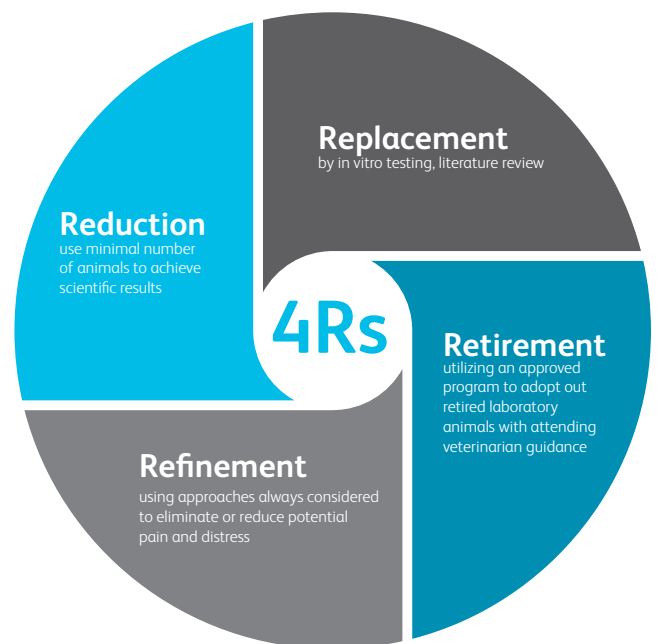 Replacement
by in vitro testing, literature review
Reduction
use minimal number
of animals to achieve
scientific results
4Rs
Retirement
utilizing an approved
program to adopt out
retired laboratory
animals with attending
veterinarian guidance
Refinement
using approaches always considered
to eliminate or reduce potential
pain and distress